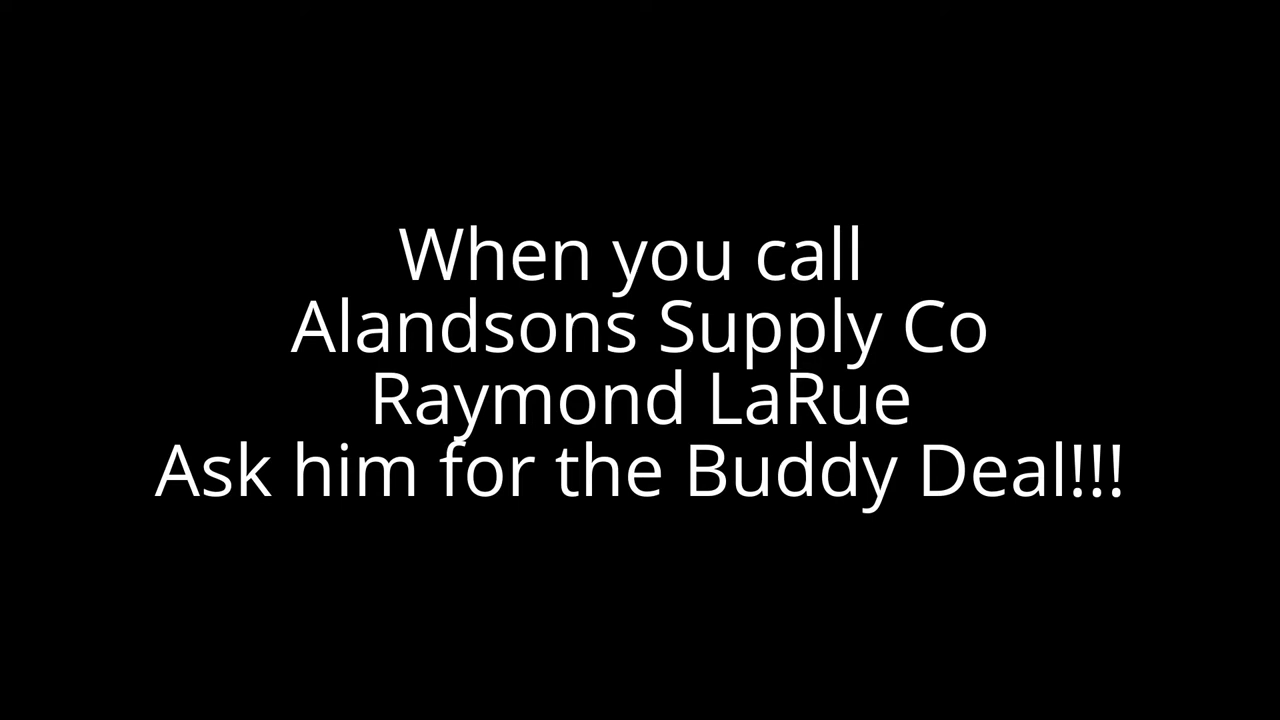 When you call
Alandsons Supply Co
Raymond LaRue
Ask him for the Buddy Deal!!!